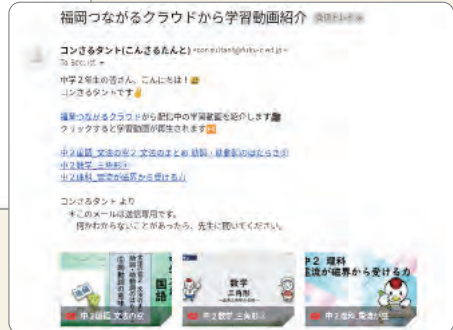 福岡つながるクラウドから学習動画紹介
コンさるタント(こんさるたんと)
To
中学2年生の皆さん、こんにちは！
コンさるタントです
福岡つながるクラウドから配信中の学習動画を紹介します
クリックすると学習動画が再生されます
中2国語_文法の窓2 文法のまとめ 助詞・助動詞のはたらき①
中2数学_三角形①
中2理科_電流が磁界から受ける力
コンさるタント より
＊このメールは送信専用です。
何かわからないことがあったら、先生に聞いてください。
国語
中2国語 文法の窓
数学
三角形
中2数学 三角形①
中2 理科
電流が磁界から受ける力
中2理科_電流が磁